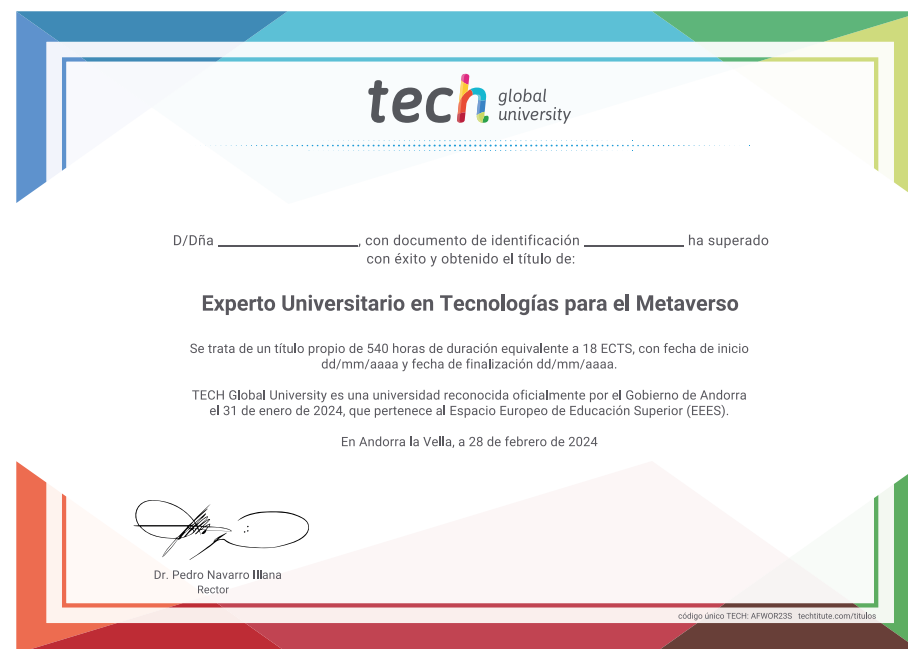 tech global university
D/Dña ______________, con documento de identificación __________ ha superado
con éxito y obtenido el título de:
Experto Universitario en Tecnologías para el Metaverso
Se trata de un título propio de 540 horas de duración equivalente a 18 ECTS, con fecha de inicio
dd/mm/aaaa y fecha de finalización dd/mm/aaaa.
TECH Global University es una universidad reconocida oficialmente por el Gobierno de Andorra
el 31 de enero de 2024, que pertenece al Espacio Europeo de Educación Superior (EEES).
En Andorra la Vella, a 28 de febrero de 2024
Dr. Pedro Navarro Illana
Rector
código único TECH: AFWOR23S techtitute.com/titulos